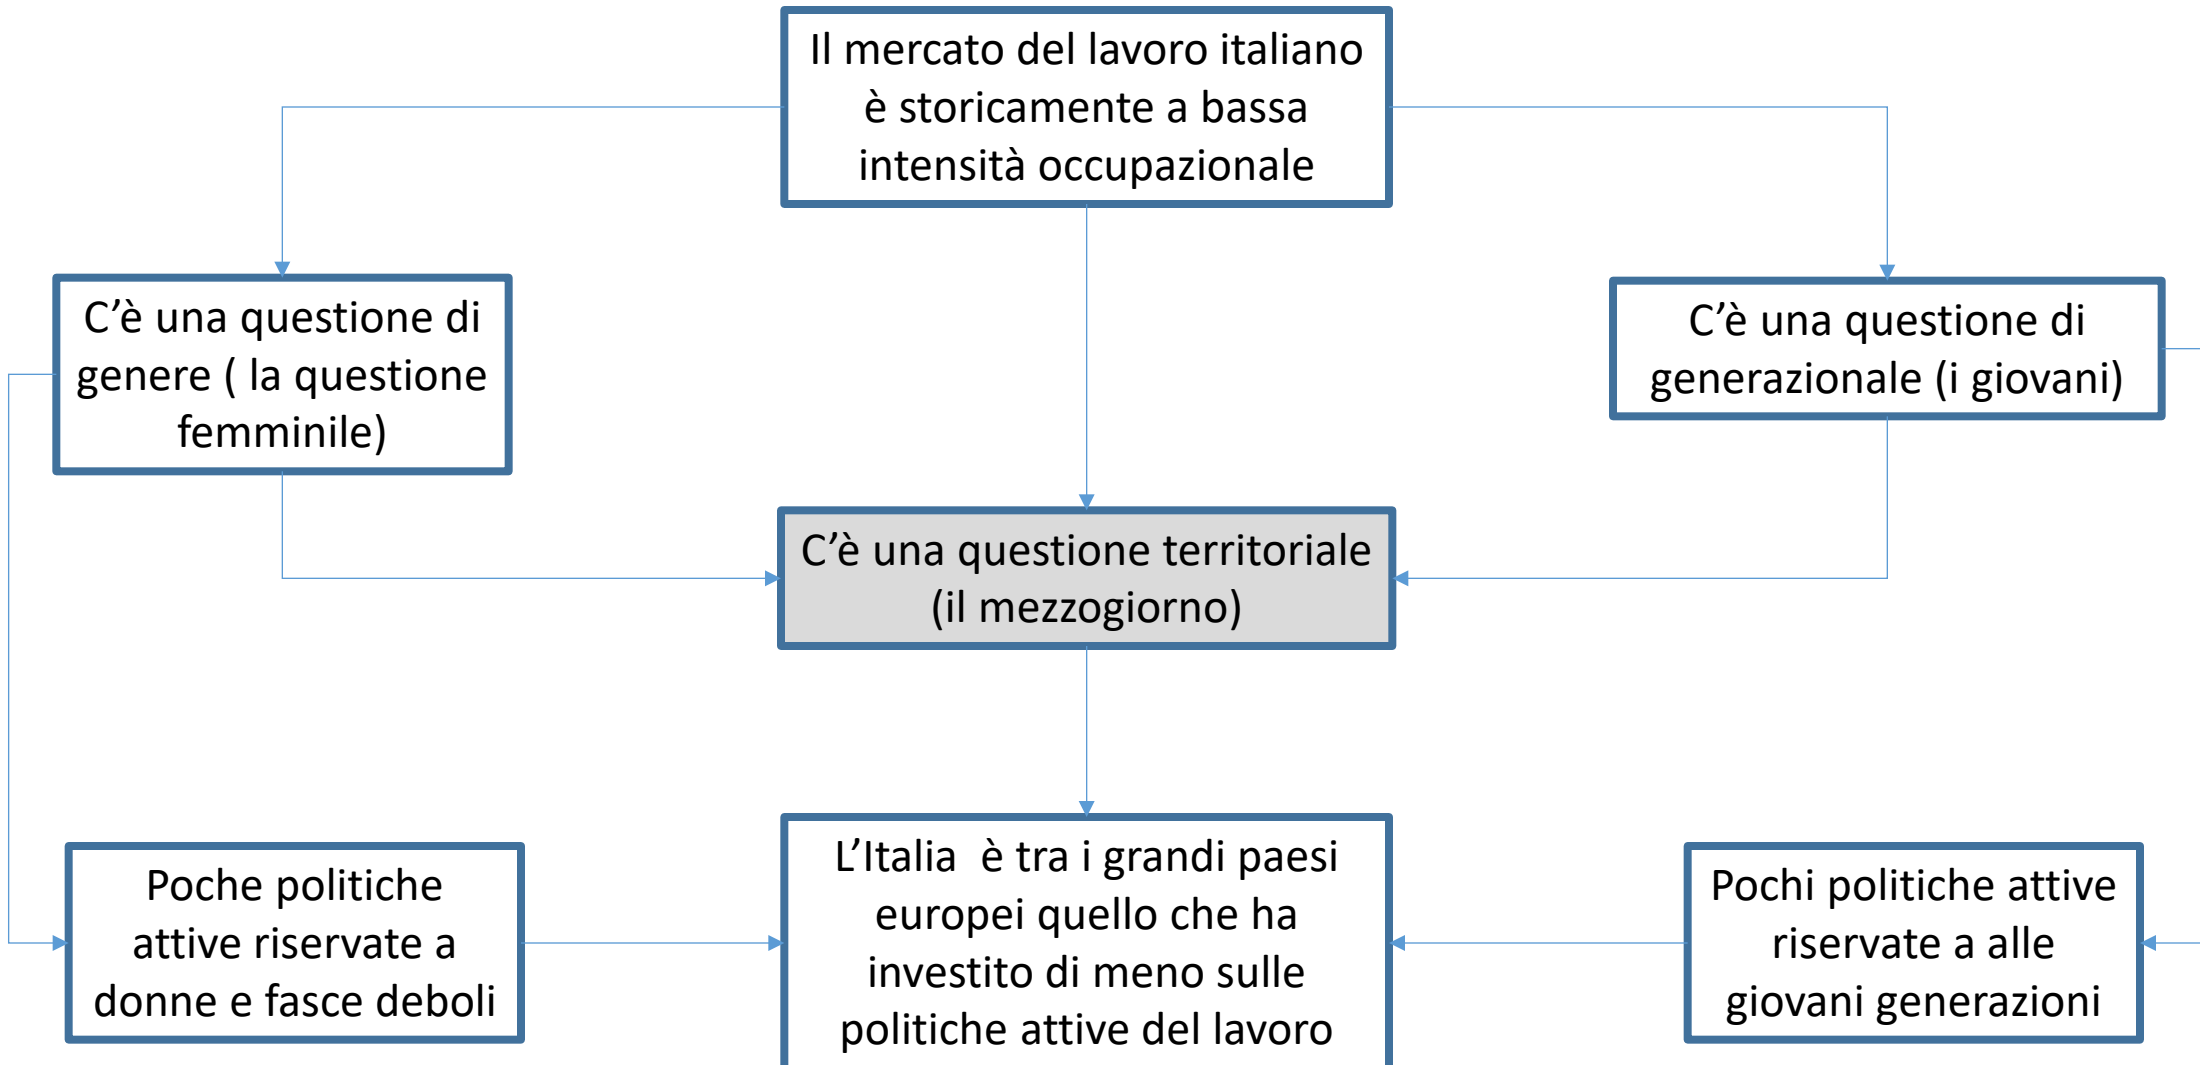 Il mercato del lavoro italiano
è storicamente a bassa
intensità occupazionale
C’è una questione di
genere ( la questione
femminile)
C’è una questione di
generazionale (i giovani)
C’è una questione territoriale
(il mezzogiorno)
Poche politiche
attive riservate a
donne e fasce deboli
L’Italia  è tra i grandi paesi
europei quello che ha
investito di meno sulle
politiche attive del lavoro
Pochi politiche attive
riservate a alle
giovani generazioni